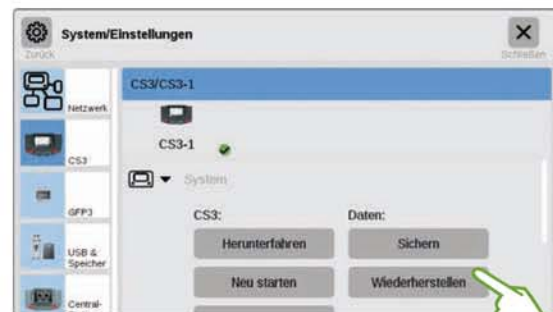 System/Einstellungen
Zurück
Schließen
Netzwerk
CS3
GFP3
USB &
Speicher
Central-
CS3/CS3-1
CS3-1
System
CS3:
Daten:
Herunterfahren
Sichern
Neu starten
Wiederherstellen